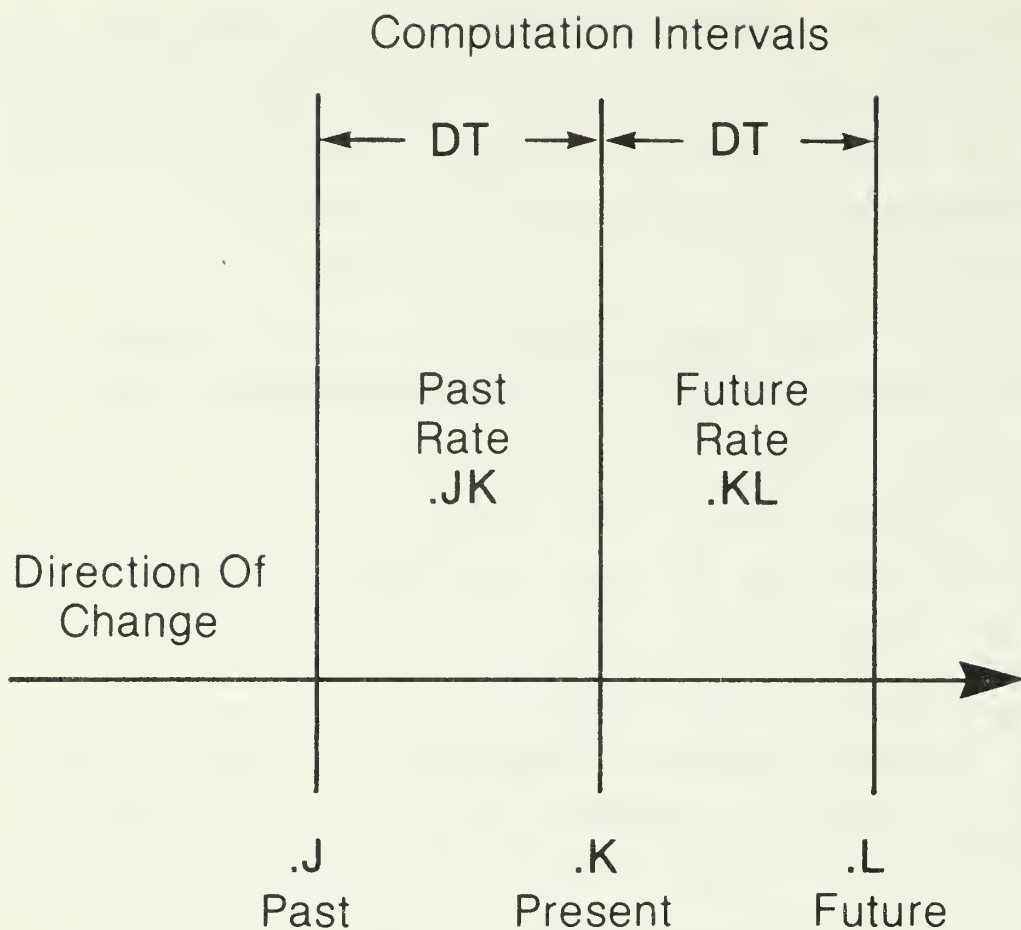 Computation Intervals
DT DT
Past
Rate
.JK
Future
Rate
.KL
Direction Of
Change
.J
Past
.K
Present
.L
Future